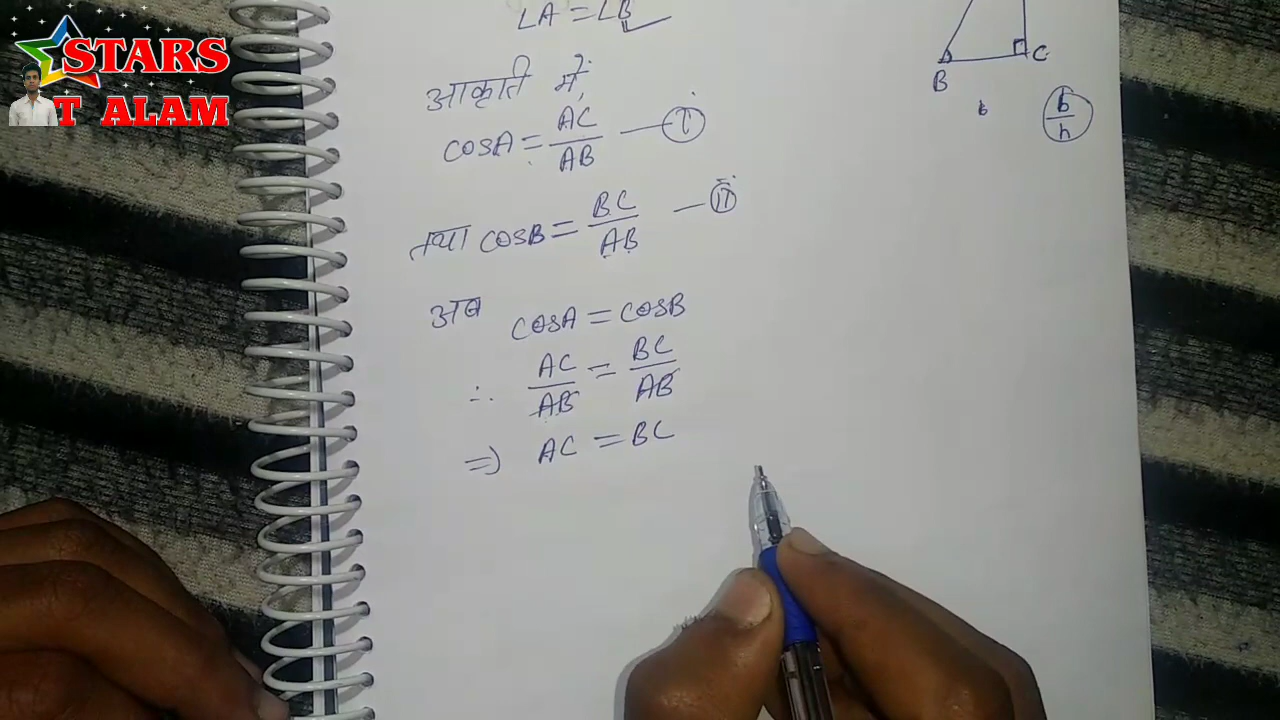 STARS
T ALAM
∠A = ∠B
आकृति में,
cosA = AC/AB — (i)
तथा cosB = BC/AB — (ii)
अब cosA = cosB
∴ AC/AB = BC/AB
=) AC = BC
B
C
b/h